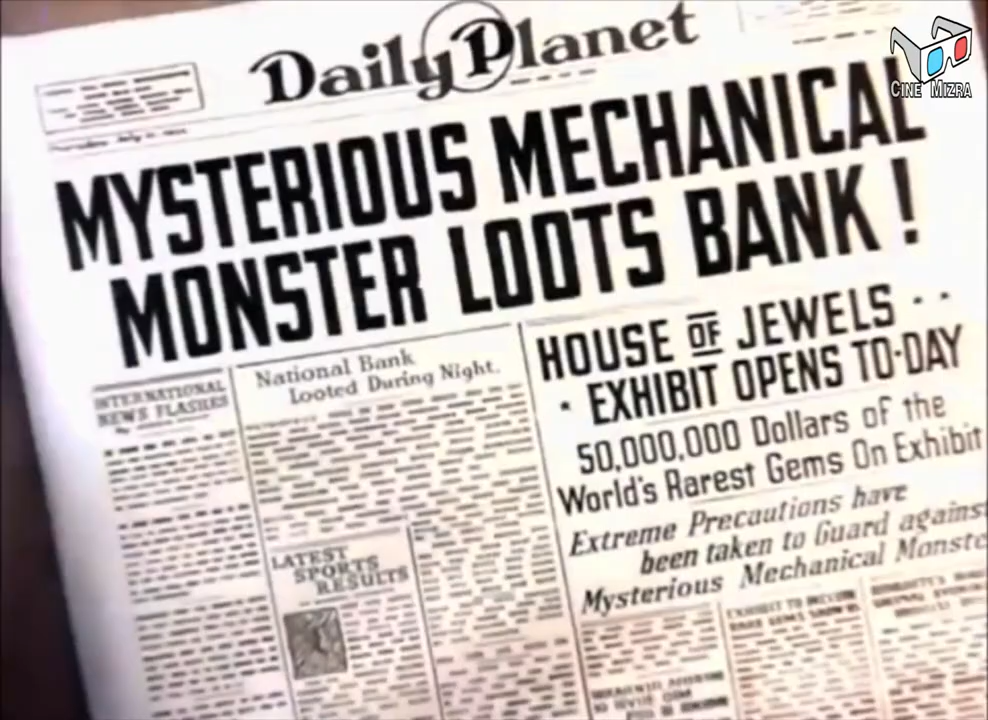 Daily Planet
CINE MIZRA
MYSTERIOUS MECHANICAL
MONSTER LOOTS BANK!
INTERNATIONAL
NEWS FLASHES
National Bank
Looted During Night.
LATEST
SPORTS
RESULTS
HOUSE OF JEWELS - -
- EXHIBIT OPENS TO-DAY
50,000,000 Dollars of the
World's Rarest Gems On Exhibit
Extreme Precautions have
been taken to Guard agains
Mysterious Mechanical Monste